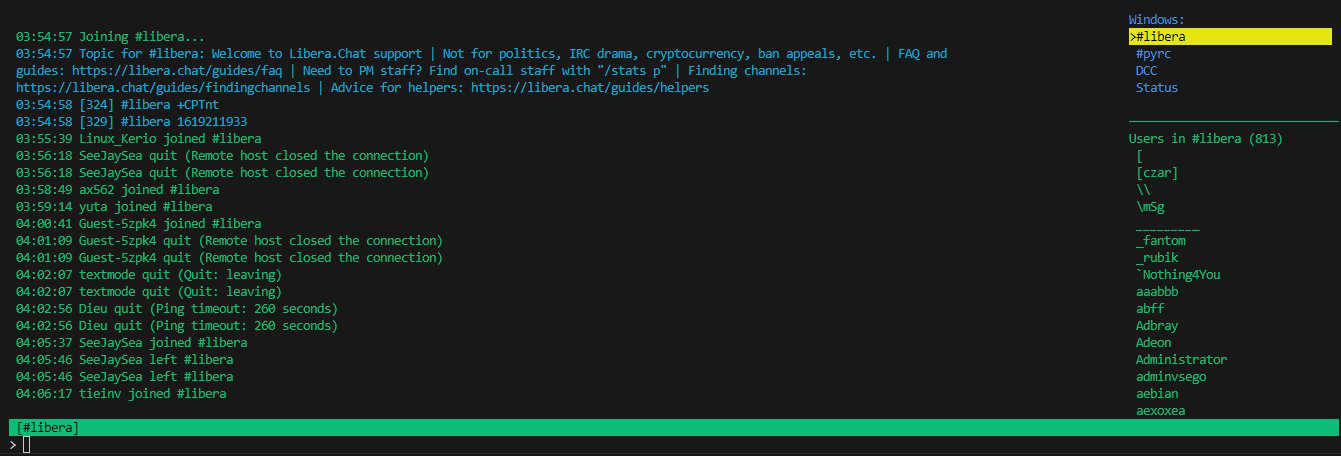 03:54:57 Joining #libera...
03:54:57 Topic for #libera: Welcome to Libera.Chat support | Not for politics, IRC drama, cryptocurrency, ban appeals, etc. | FAQ and
guides: https://libera.chat/guides/faq | Need to PM staff? Find on-call staff with "/stats p" | Finding channels:
https://libera.chat/guides/findingchannels | Advice for helpers: https://libera.chat/guides/helpers
03:54:58 [324] #libera +CPTnt
03:54:58 [329] #libera 1619211933
03:55:39 Linux_Kerio joined #libera
03:56:18 SeeJaySea quit (Remote host closed the connection)
03:56:18 SeeJaySea quit (Remote host closed the connection)
03:58:49 ax562 joined #libera
03:59:14 yuta joined #libera
04:00:41 Guest-5zpk4 joined #libera
04:01:09 Guest-5zpk4 quit (Remote host closed the connection)
04:01:09 Guest-5zpk4 quit (Remote host closed the connection)
04:02:07 textmode quit (Quit: leaving)
04:02:07 textmode quit (Quit: leaving)
04:02:56 Dieu quit (Ping timeout: 260 seconds)
04:02:56 Dieu quit (Ping timeout: 260 seconds)
04:05:37 SeeJaySea joined #libera
04:05:46 SeeJaySea left #libera
04:05:46 SeeJaySea left #libera
04:06:17 tieinv joined #libera
Windows:
>#libera
#pyrc
DCC
Status
Users in #libera (813)
[
[czar]
\\
\mSg
_________
_fantom
_rubik
`Nothing4You
aaabbb
abff
Adbray
Adeon
Administrator
adminvsego
aebian
aexoxea
[#libera]
>